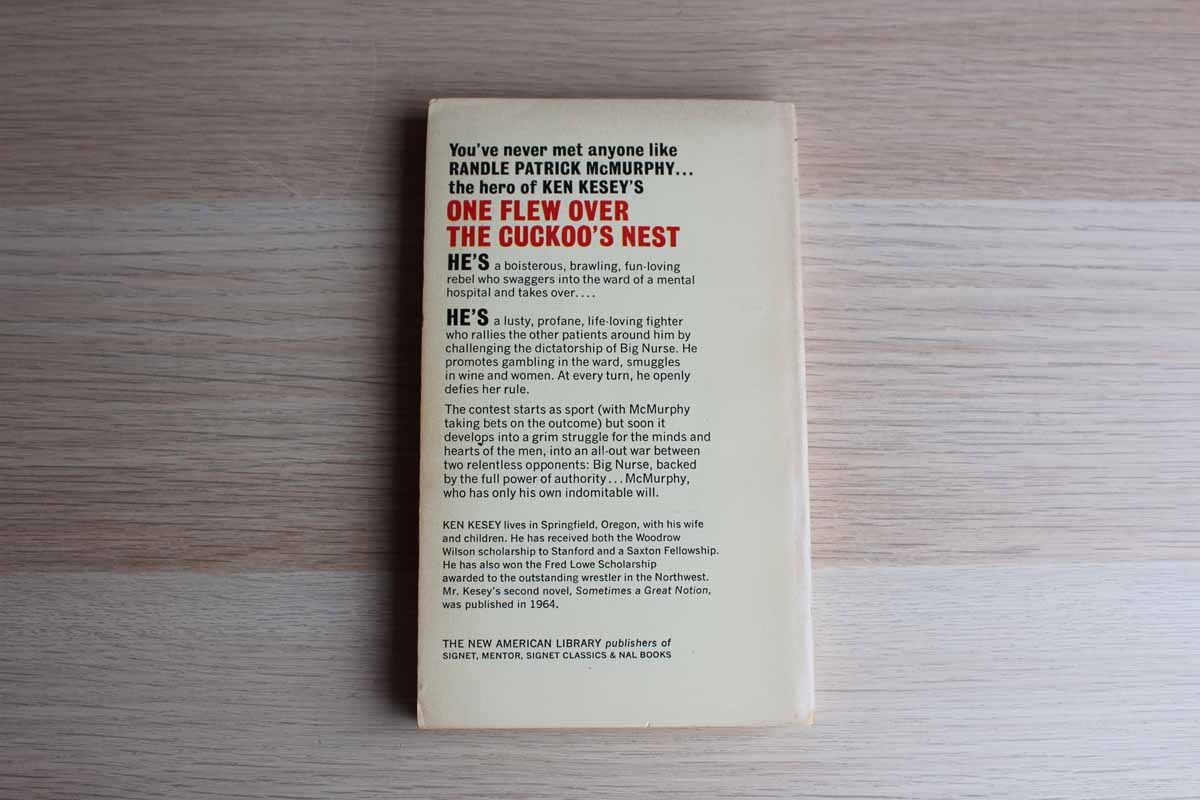 You've never met anyone like
RANDLE PATRICK McMURPHY...
the hero of KEN KESEY'S
ONE FLEW OVER
THE CUCKOO'S NEST
HE'S a boisterous, brawling, fun-loving
rebel who swaggers into the ward of a mental
hospital and takes over....
HE'S a lusty, profane, life-loving fighter
who rallies the other patients around him by
challenging the dictatorship of Big Nurse. He
promotes gambling in the ward, smuggles
in wine and women. At every turn, he openly
defies her rule.
The contest starts as sport (with McMurphy
taking bets on the outcome) but soon it
develops into a grim struggle for the minds and
hearts of the men, into an all-out war between
two relentless opponents: Big Nurse, backed
by the full power of authority...McMurphy,
who has only his own indomitable will.
KEN KESEY lives in Springfield, Oregon, with his wife
and children. He has received both the Woodrow
Wilson scholarship to Stanford and a Saxton Fellowship.
He has also won the Fred Lowe Scholarship
awarded to the outstanding wrestler in the Northwest.
Mr. Kesey's second novel, Sometimes a Great Notion,
was published in 1964.
THE NEW AMERICAN LIBRARY publishers of
SIGNET, MENTOR, SIGNET CLASSICS & NAL BOOKS